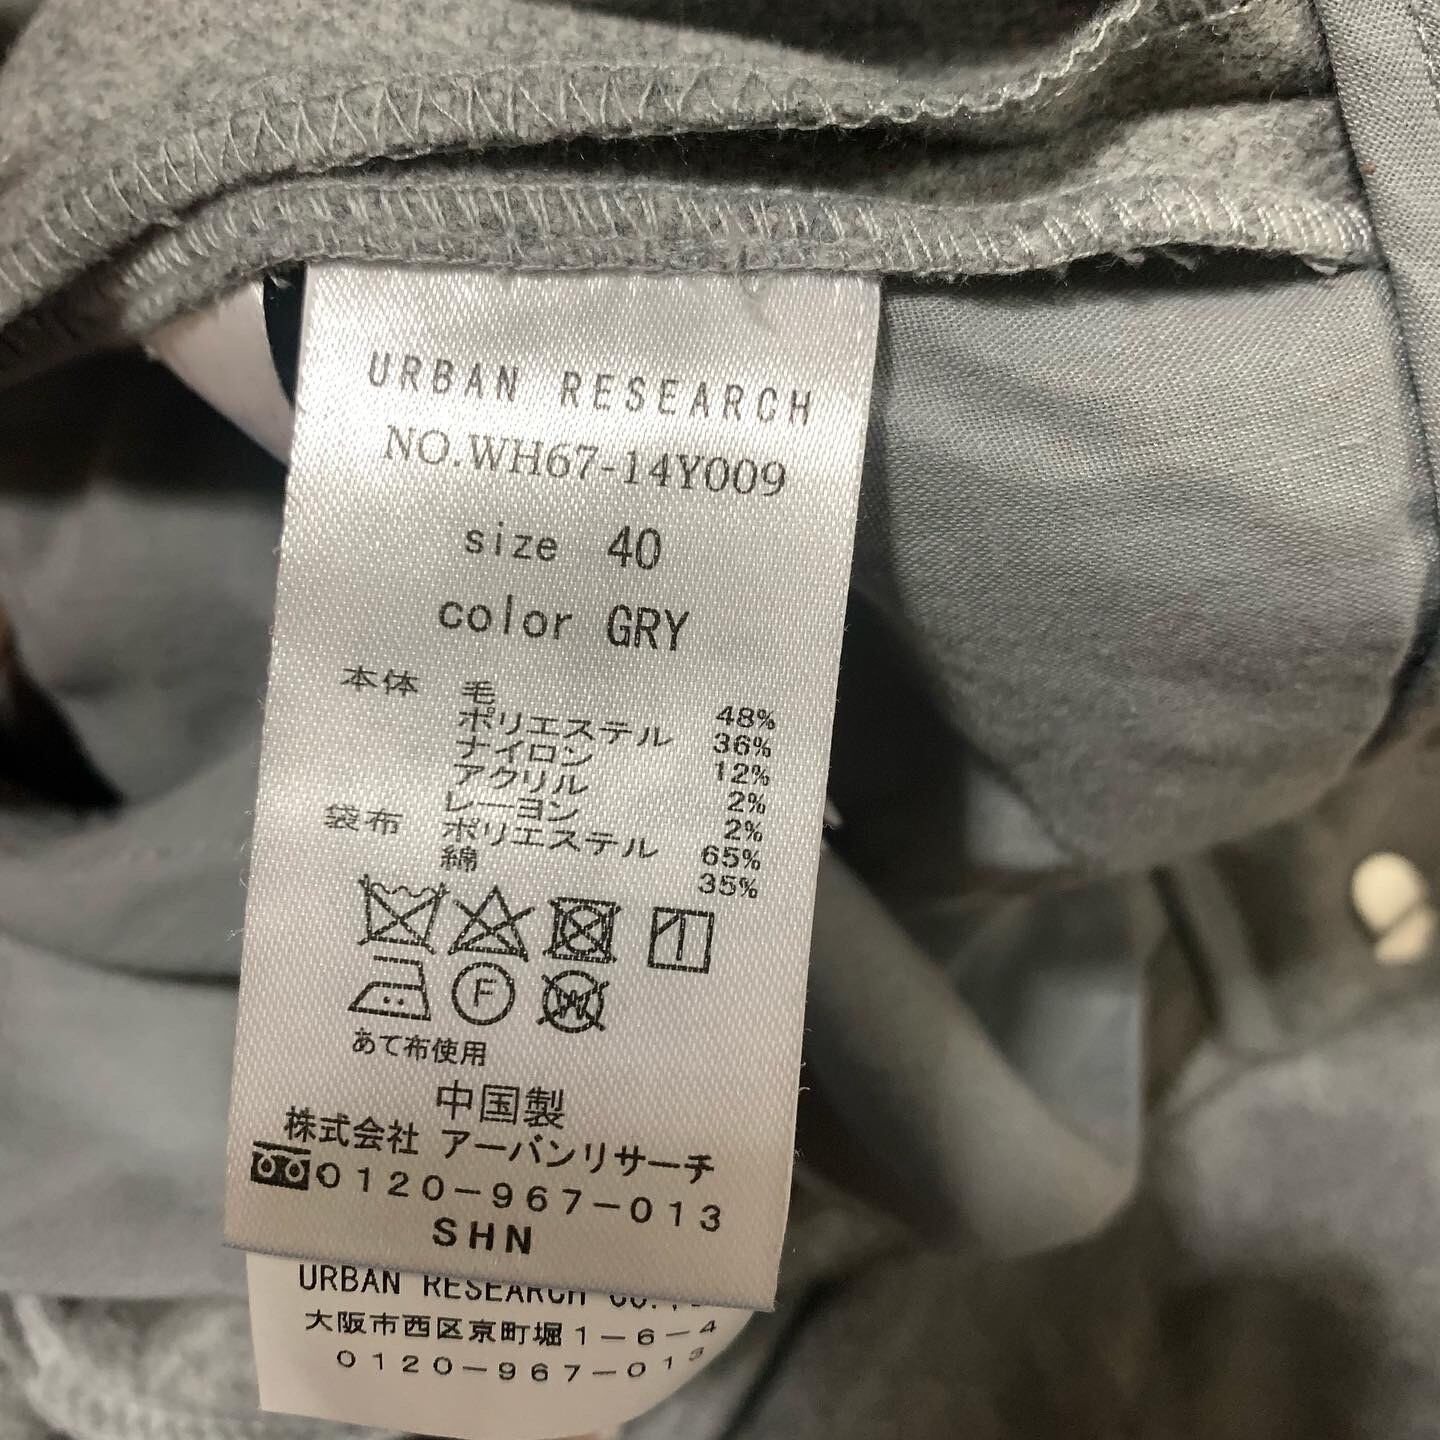 URBAN RESEARCH
NO.WH67-14Y009
size 40
color GRY
本体 毛 48%
ポリエステル 36%
ナイロン 12%
アクリル 2%
レーヨン 2%
袋布 ポリエステル 65%
綿 35%
F
W
あて布使用
中国製
株式会社 アーバンリサーチ
0120-967-013
SHN
URBAN RESEARCH CO.,
大阪市西区京町堀1-6-4
0120-967-013